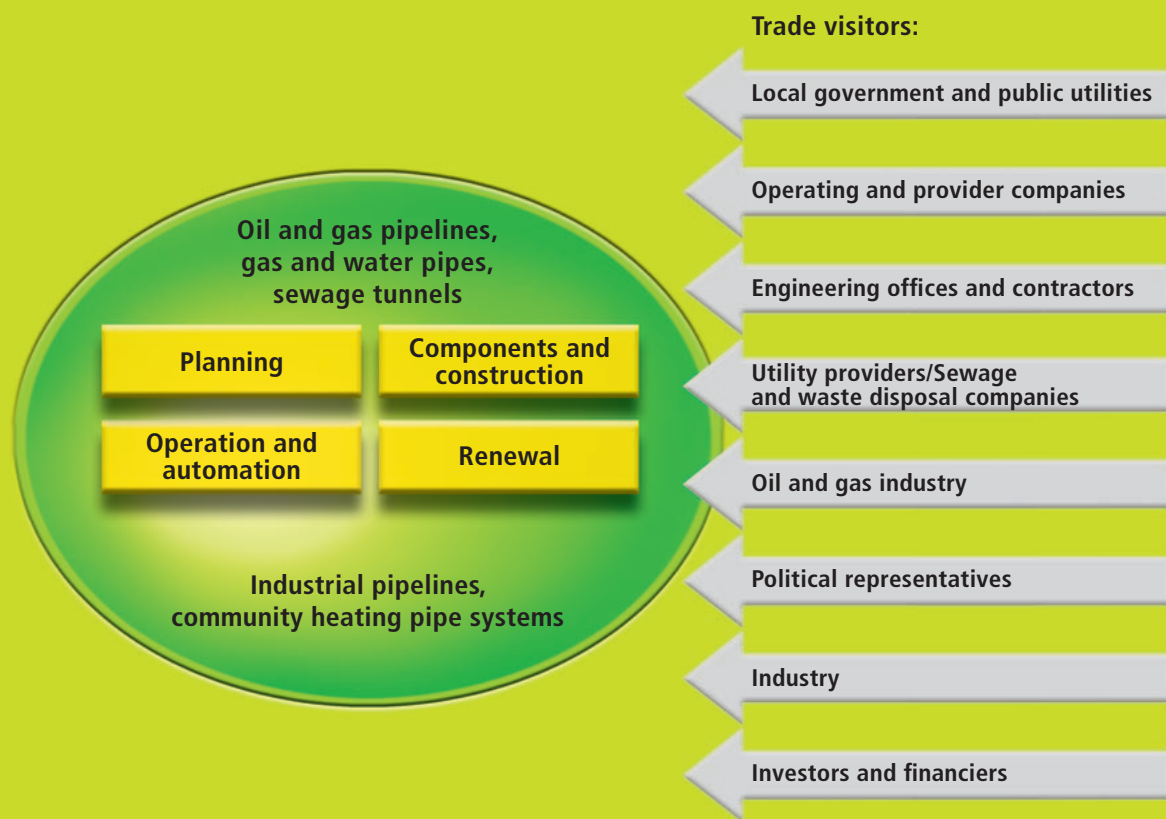 Trade visitors:
Local government and public utilities
Operating and provider companies
Engineering offices and contractors
Utility providers/Sewage
and waste disposal companies
Oil and gas industry
Political representatives
Industry
Investors and financiers
Oil and gas pipelines,
gas and water pipes,
sewage tunnels
Planning
Components and
construction
Operation and
automation
Renewal
Industrial pipelines,
community heating pipe systems